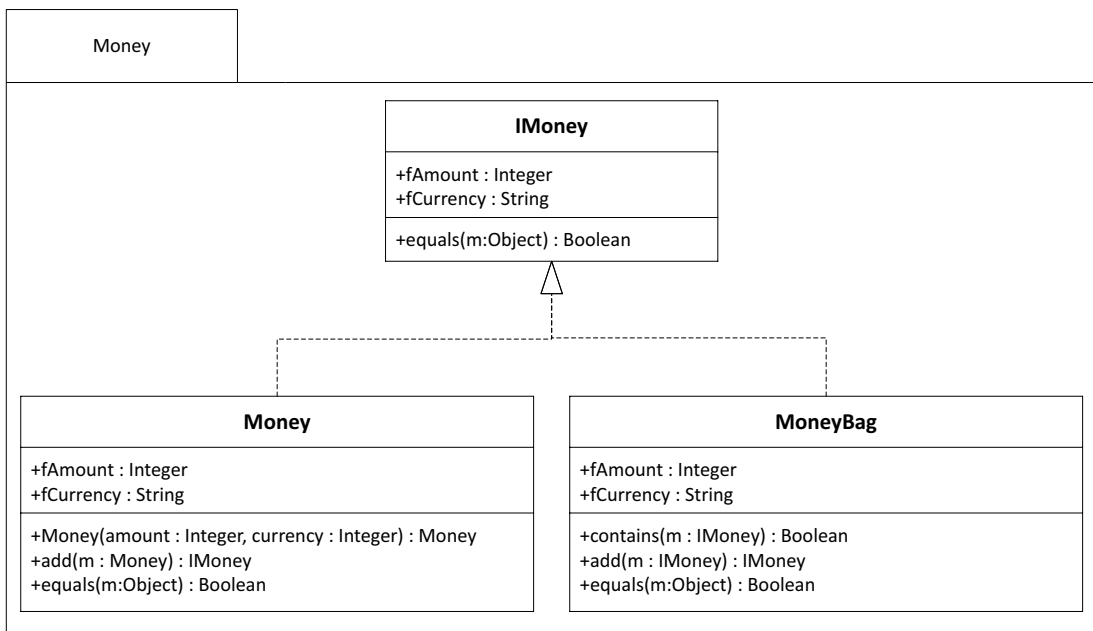 Money
IMoney
+fAmount : Integer
+fCurrency : String
+equals(m:Object) : Boolean
Money
+fAmount : Integer
+fCurrency : String
+Money(amount : Integer, currency : Integer) : Money
+add(m : Money) : IMoney
+equals(m:Object) : Boolean
MoneyBag
+fAmount : Integer
+fCurrency : String
+contains(m : IMoney) : Boolean
+add(m : IMoney) : IMoney
+equals(m:Object) : Boolean